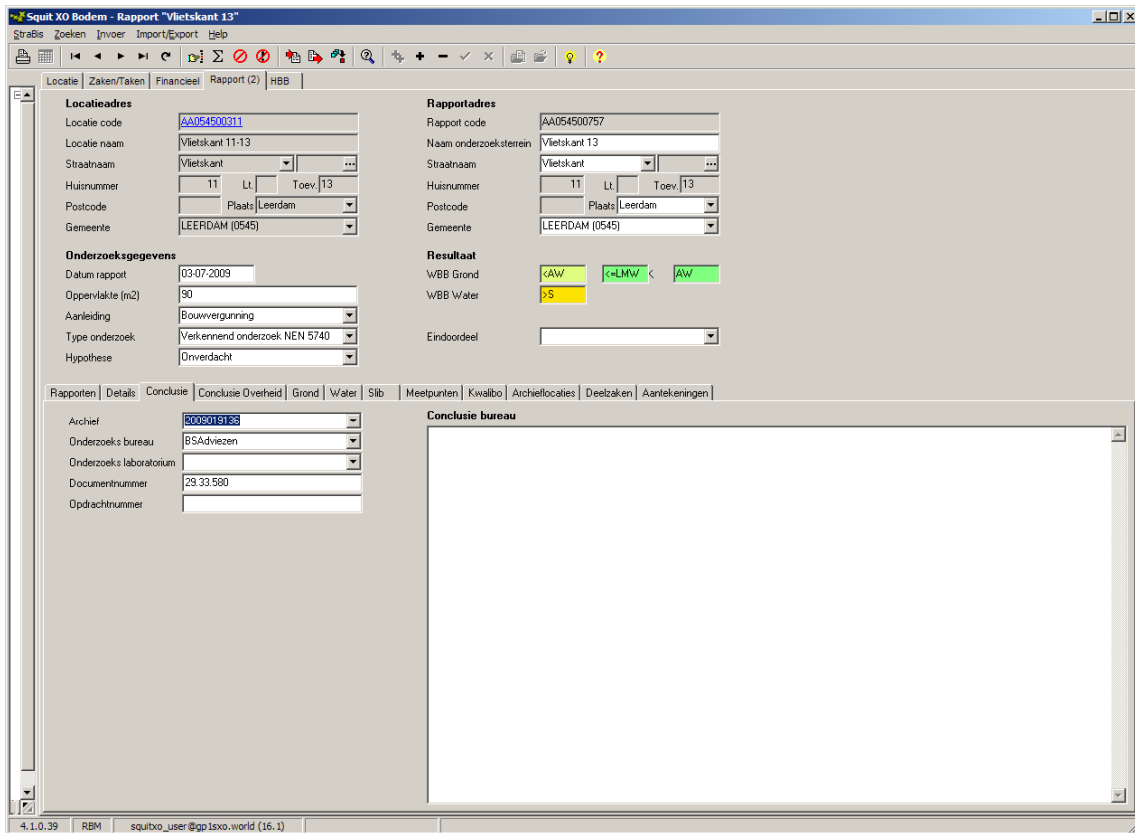 Squit XO Bodem - Rapport "Vlietskant 13"
StraBis Zoeken Invoer Import/Export Help
Locatie Zaken/Taken Financieel Rapport (2) HBB
Locatieadres
Locatie code AA054500311
Locatie naam Vlietskant 11-13
Straatnaam Vlietskant ...
Huisnummer 11 Lt. Toev. 13
Postcode Plaats Leerdam
Gemeente LEERDAM (0545)
Rapportadres
Rapport code AA054500757
Naam onderzoeksterrein Vlietskant 13
Straatnaam Vlietskant ...
Huisnummer 11 Lt. Toev. 13
Postcode Plaats Leerdam
Gemeente LEERDAM (0545)
Onderzoeksgegevens
Datum rapport 03-07-2009
Oppervlakte (m2) 90
Aanleiding Bouwvergunning
Type onderzoek Verkennend onderzoek NEN 5740
Hypothese Onverdacht
Resultaat
WBB Grond <AW <=LMW < AW
WBB Water >S
Eindoordeel
Rapporten Details Conclusie Conclusie Overheid Grond Water Slib Meetpunten Kwalibo Archieflocaties Deelzaken Aantekeningen
Archief 2009019136
Onderzoeks bureau BSAdviezen
Onderzoeks laboratorium
Documentnummer 29.33.580
Opdrachtnummer
Conclusie bureau
4.1.0.39 RBM squitxo_user@gp1sxo.world (16.1)